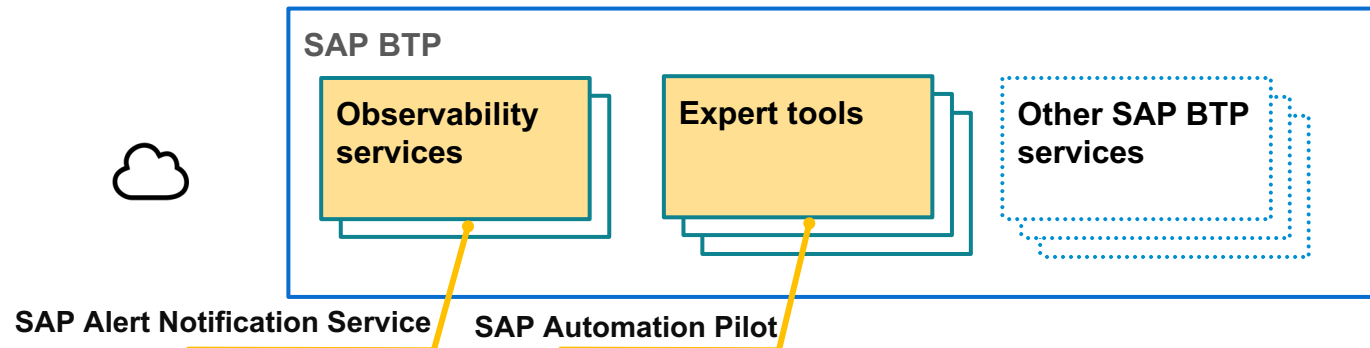 SAP BTP
Observability
services
Expert tools
Other SAP BTP
services
SAP Alert Notification Service
SAP Automation Pilot